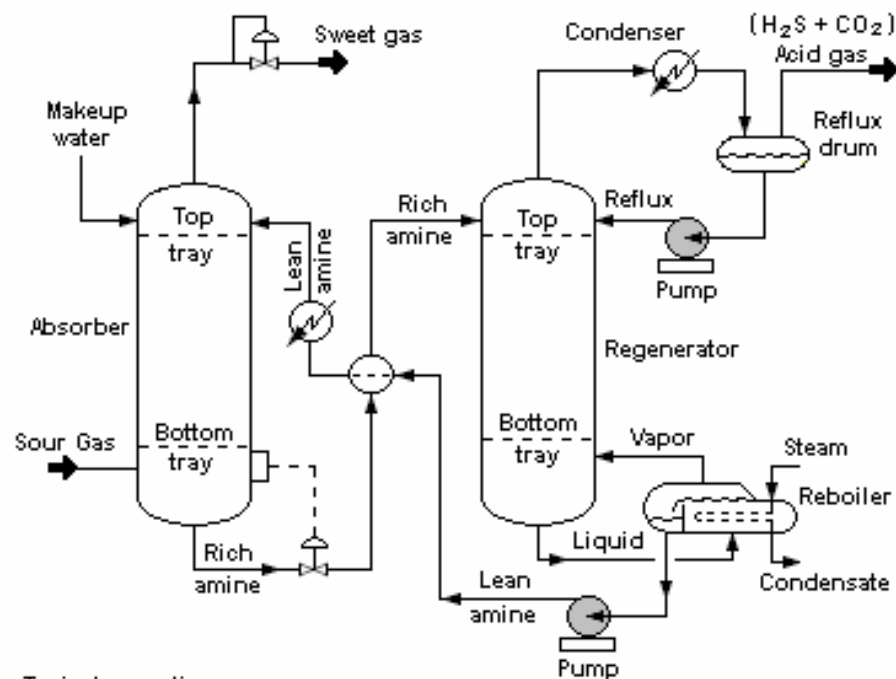 Sweet gas
Makeup
water
Condenser
(H₂S + CO₂)
Acid gas
Reflux
drum
Top
tray
Lean
amine
Rich
amine
Top
tray
Reflux
Pump
Absorber
Regenerator
Sour Gas
Bottom
tray
Bottom
tray
Vapor
Steam
Reboiler
Rich
amine
Liquid
Condensate
Lean
amine
Pump